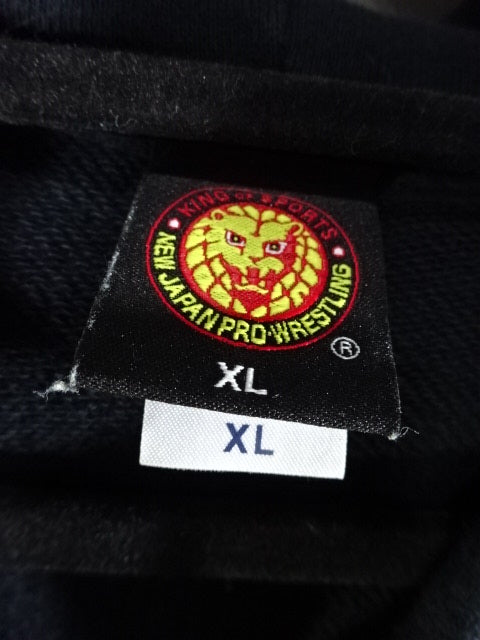 KING OF SPORTS
NEW JAPAN PRO-WRESTLING
®
XL
XL